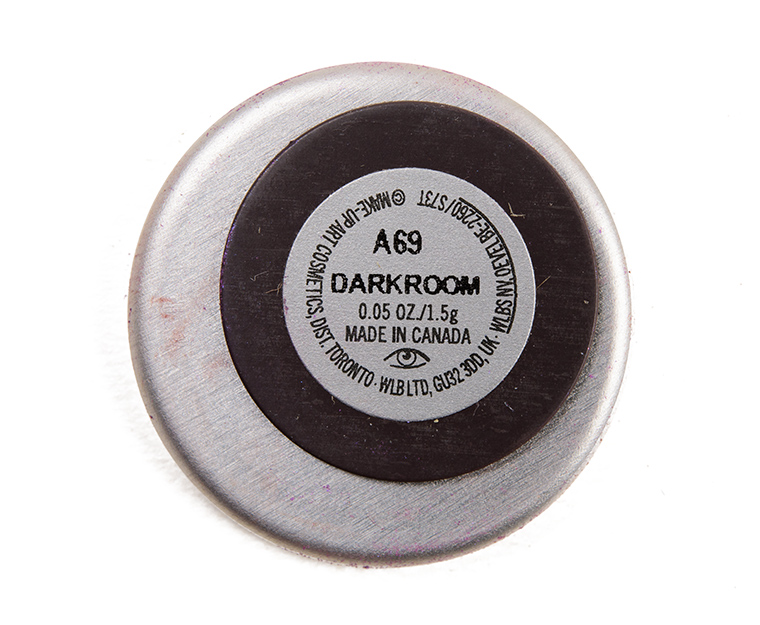 A69
DARKROOM
0.05 OZ./1.5g
MADE IN CANADA
© MAKE-UP ART COSMETICS, DIST. TORONTO · WLB LTD, GU32 3DD, UK · WLBS NV, OEVEL BE-2260 / S73T